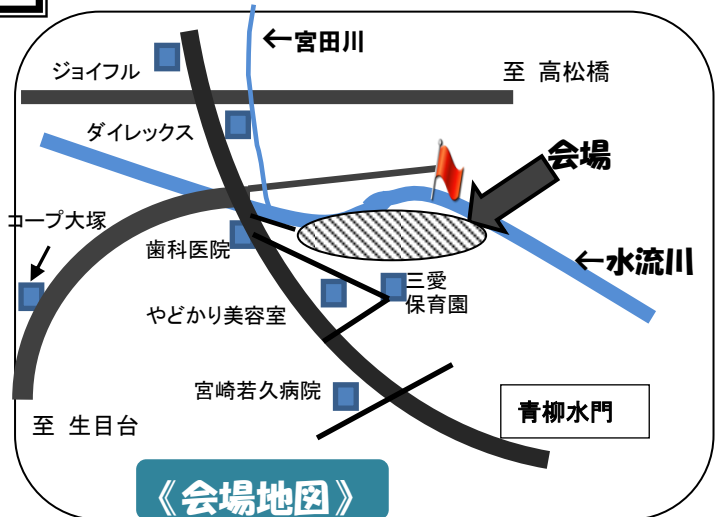 ←宮田川
ジョイフル
至 高松橋
ダイレックス
会場
コープ大塚
歯科医院
←水流川
三愛
保育園
やどかり美容室
宮崎若久病院
青柳水門
至 生目台
《会場地図》